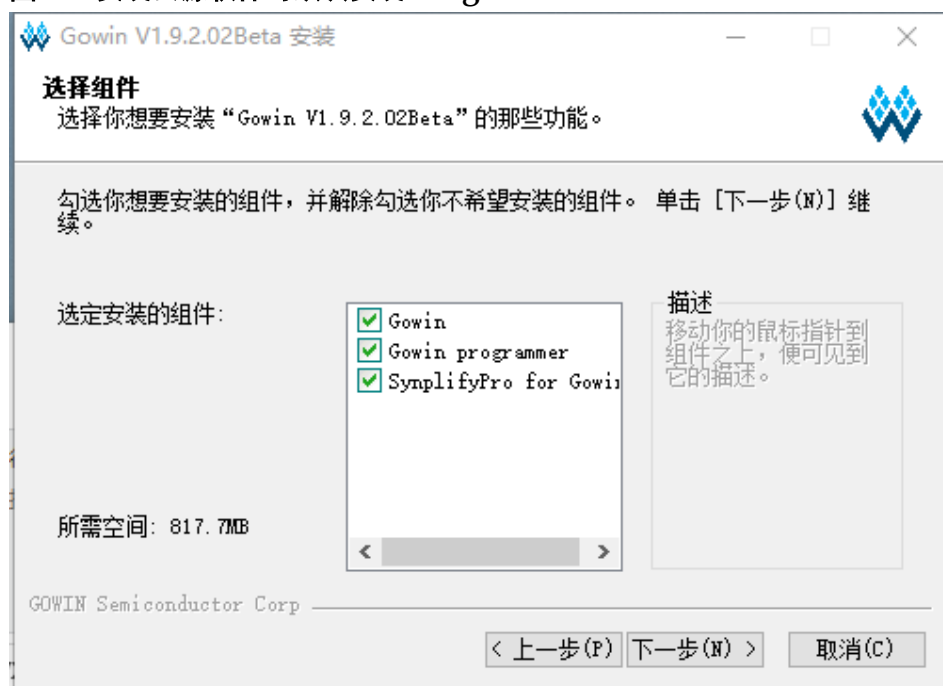 Gowin V1.9.2.02Beta 安装
选择组件
选择你想要安装“Gowin V1.9.2.02Beta”的那些功能。
勾选你想要安装的组件，并解除勾选你不希望安装的组件。 单击 [下一步(N)] 继
续。
选定安装的组件:
Gowin
Gowin programmer
SynplifyPro for Gowin
描述
移动你的鼠标指针到
组件之上，便可见到
它的描述。
所需空间: 817.7MB
GOWIN Semiconductor Corp
< 上一步(P)
下一步(N) >
取消(C)